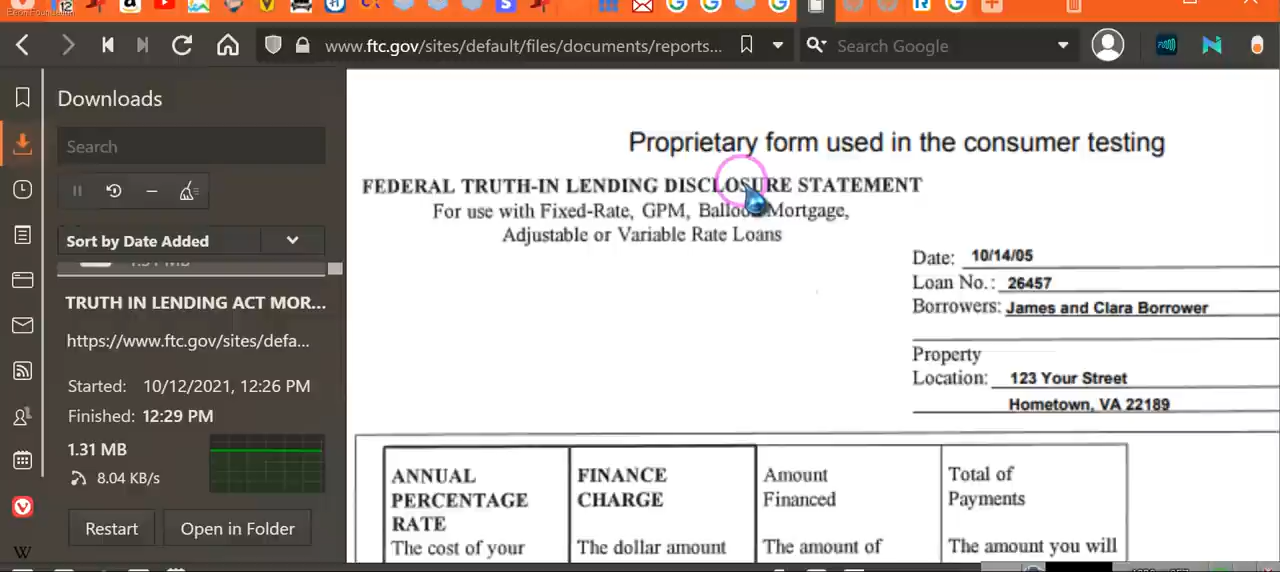 www.ftc.gov/sites/default/files/documents/reports...
Search Google
Downloads
Search
Sort by Date Added
1.31 MB
TRUTH IN LENDING ACT MOR...
https://www.ftc.gov/sites/defa...
Started: 10/12/2021, 12:26 PM
Finished: 12:29 PM
1.31 MB
8.04 KB/s
Restart
Open in Folder
Proprietary form used in the consumer testing
FEDERAL TRUTH-IN LENDING DISCLOSURE STATEMENT
For use with Fixed-Rate, GPM, Balloon Mortgage,
Adjustable or Variable Rate Loans
Date: 10/14/05
Loan No.: 26457
Borrowers: James and Clara Borrower
Property
Location: 123 Your Street
Hometown, VA 22189
ANNUAL
PERCENTAGE
RATE
The cost of your
FINANCE
CHARGE
The dollar amount
Amount
Financed
The amount of
Total of
Payments
The amount you will